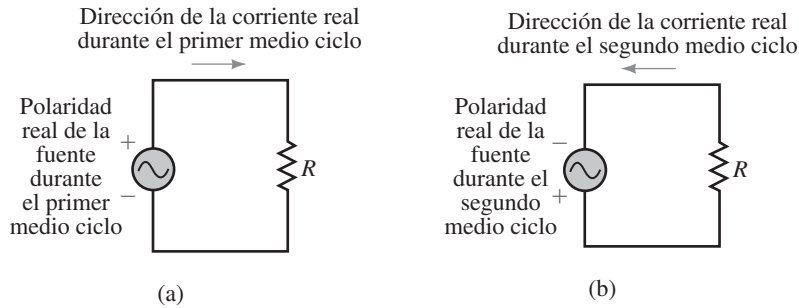 Dirección de la corriente real
durante el primer medio ciclo
Polaridad
real de la
fuente
durante
el primer
medio ciclo
+
−
R
(a)
Dirección de la corriente real
durante el segundo medio ciclo
Polaridad
real de la
fuente
durante el
segundo
medio ciclo
−
+
R
(b)